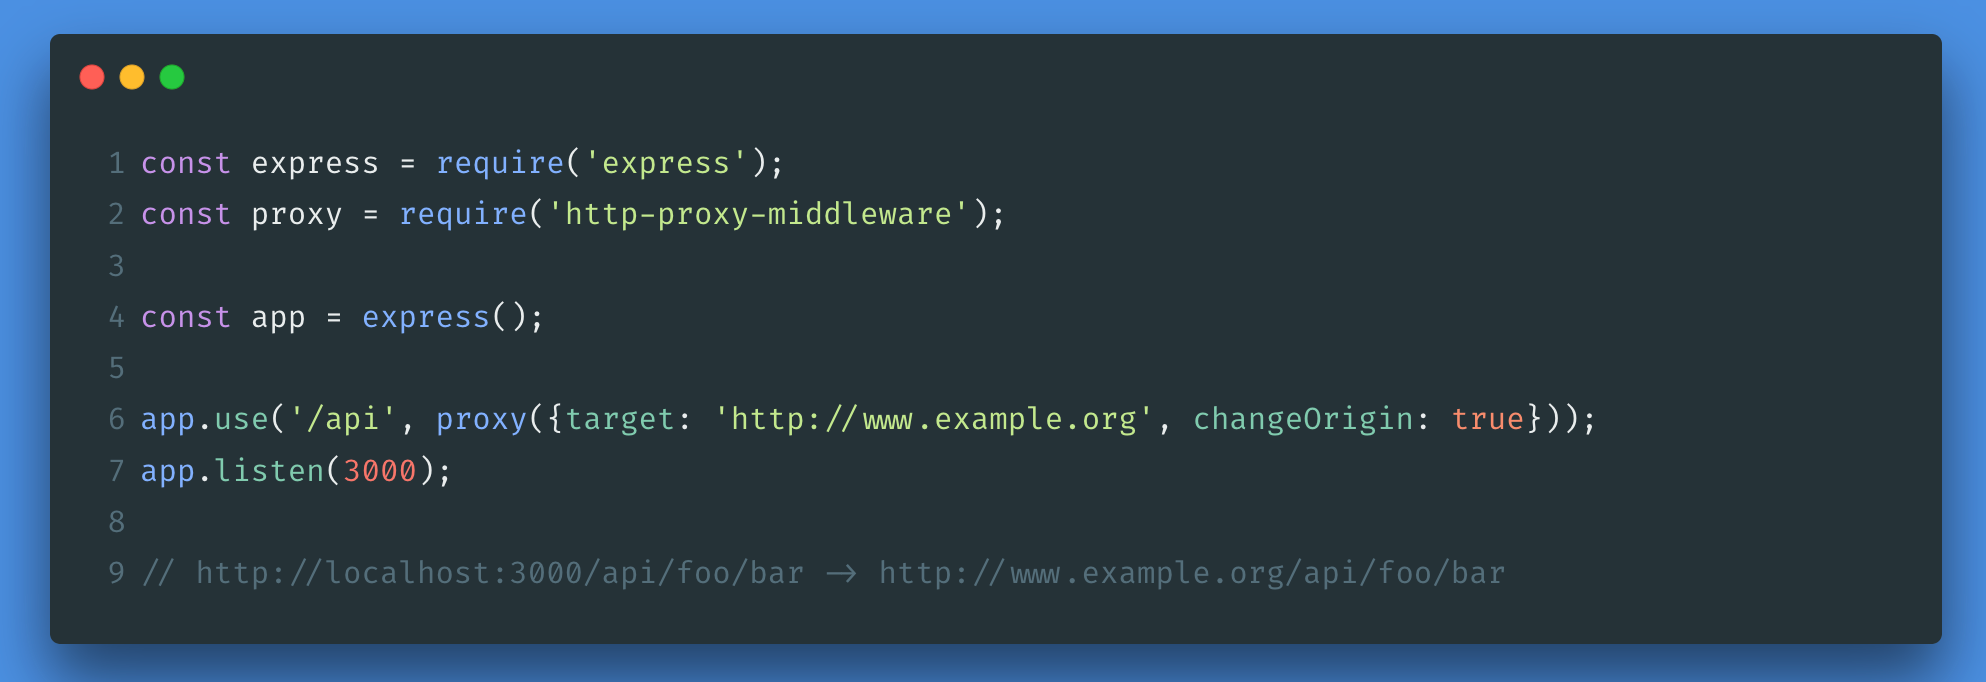 1 const express = require('express');
2 const proxy = require('http-proxy-middleware');
3
4 const app = express();
5
6 app.use('/api', proxy({target: 'http://www.example.org', changeOrigin: true}));
7 app.listen(3000);
8
9 // http://localhost:3000/api/foo/bar -> http://www.example.org/api/foo/bar